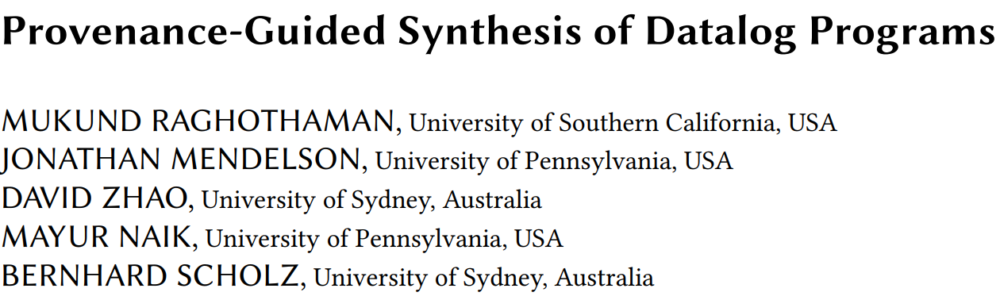 Provenance-Guided Synthesis of Datalog Programs
MUKUND RAGHOTHAMAN, University of Southern California, USA
JONATHAN MENDELSON, University of Pennsylvania, USA
DAVID ZHAO, University of Sydney, Australia
MAYUR NAIK, University of Pennsylvania, USA
BERNHARD SCHOLZ, University of Sydney, Australia